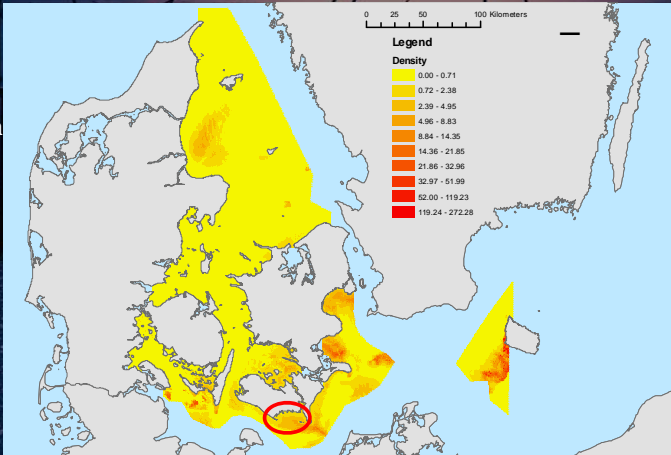 0 25 50 100 Kilometers
Legend
Density
0.00 - 0.71
0.72 - 2.38
2.39 - 4.95
4.96 - 8.83
8.84 - 14.35
14.36 - 21.85
21.86 - 32.96
32.97 - 51.99
52.00 - 119.23
119.24 - 272.28